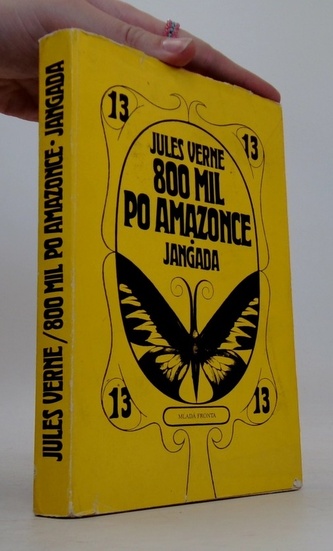 JULES VERNE / 800 MIL PO AMAZONCE · JANGADA
13
13
JULES VERNE
800 MIL
PO AMAZONCE
·
JANGADA
13
13
MLADÁ FRONTA